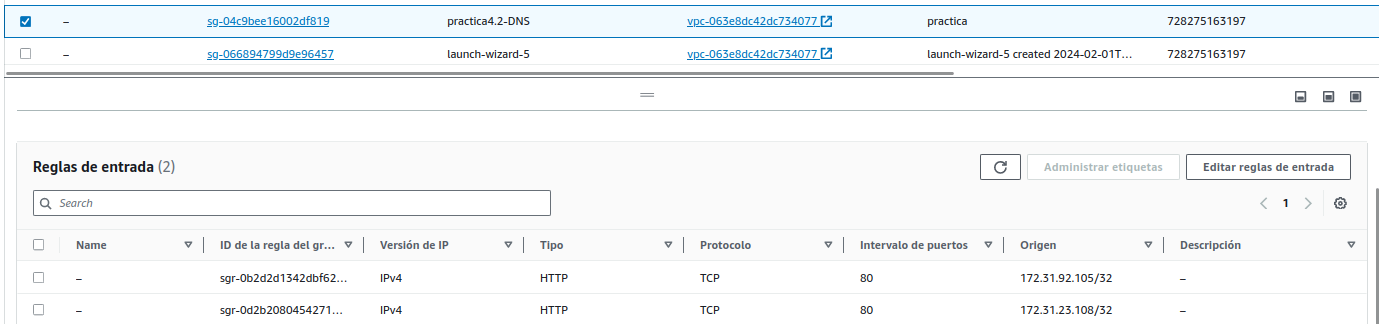 – sg-04c9bee16002df819 practica4.2-DNS vpc-063e8dc42dc734077 practica 728275163197
– sg-066894799d9e96457 launch-wizard-5 vpc-063e8dc42dc734077 launch-wizard-5 created 2024-02-01T... 728275163197
Reglas de entrada (2) Administrar etiquetas Editar reglas de entrada
Search 1
Name ID de la regla del gr... Versión de IP Tipo Protocolo Intervalo de puertos Origen Descripción
– sgr-0b2d2d1342dbf62... IPv4 HTTP TCP 80 172.31.92.105/32 –
– sgr-0d2b2080454271... IPv4 HTTP TCP 80 172.31.23.108/32 –